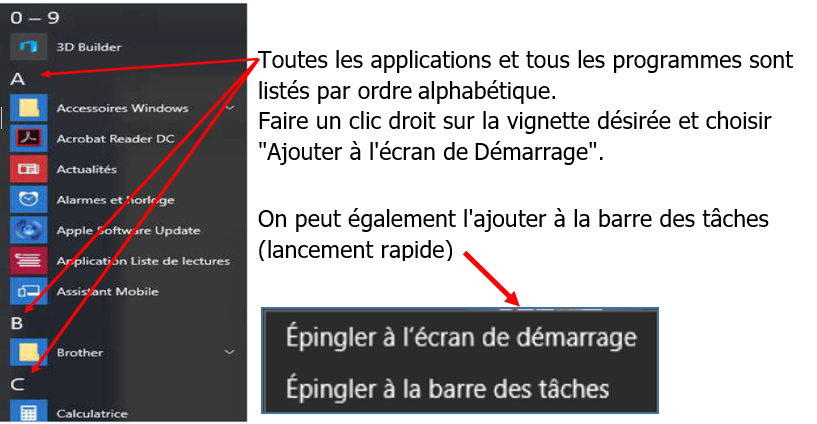 0 – 9
3D Builder
A
Accessoires Windows
Acrobat Reader DC
Actualités
Alarmes et horloge
Apple Software Update
Application Liste de lectures
Assistant Mobile
B
Brother
C
Calculatrice
Toutes les applications et tous les programmes sont
listés par ordre alphabétique.
Faire un clic droit sur la vignette désirée et choisir
"Ajouter à l'écran de Démarrage".
On peut également l'ajouter à la barre des tâches
(lancement rapide)
Épingler à l'écran de démarrage
Épingler à la barre des tâches